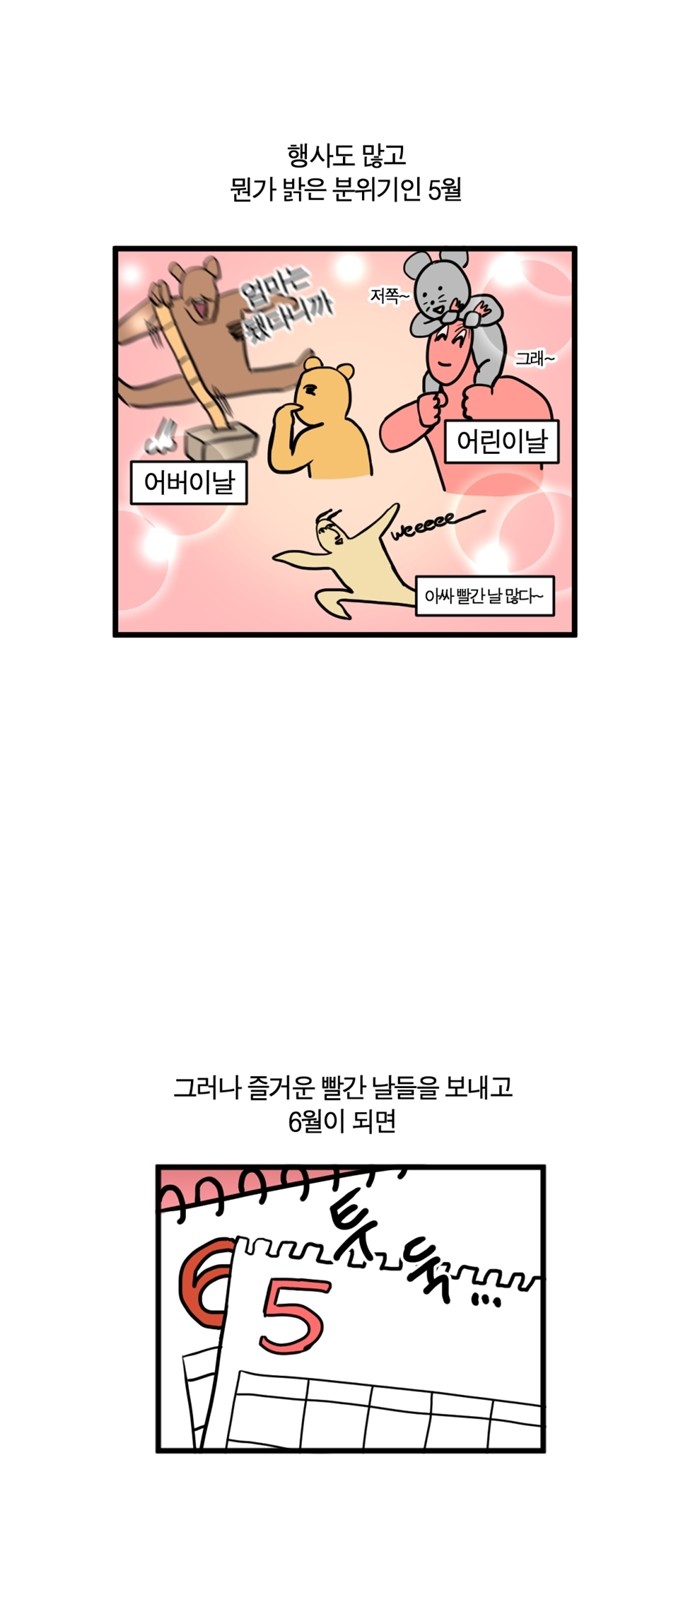 행사도 많고
뭔가 밝은 분위기인 5월
엄마는
됐다니까
저쪽~
그래~
어린이날
어버이날
weeeee
아싸 빨간 날 많다~
그러나 즐거운 빨간 날들을 보내고
6월이 되면
투둑...
6
5